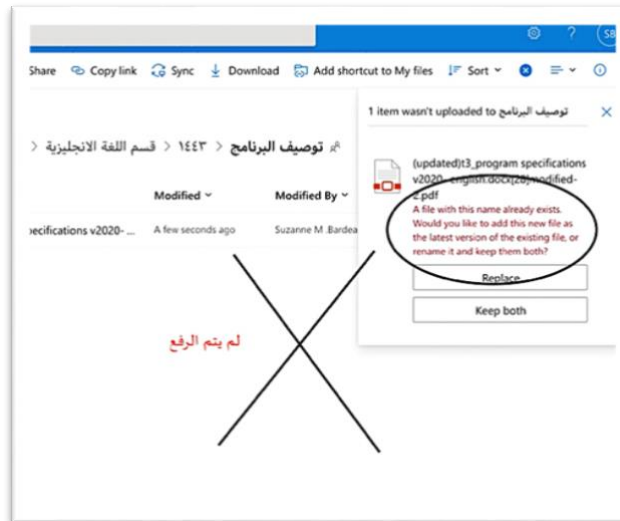 SB
Share Copy link Sync Download Add shortcut to My files Sort
1 item wasn't uploaded to توصيف البرنامج
توصيف البرنامج > ١٤٤٣ > قسم اللغة الانجليزية >
(updated)t3_program specifications
v2020- english.docx(28)modified-
2.pdf
A file with this name already exists.
Would you like to add this new file as
the latest version of the existing file, or
rename it and keep them both?
Modified Modified By
ecifications v2020-... A few seconds ago Suzanne M .Bardea
Replace
Keep both
لم يتم الرفع